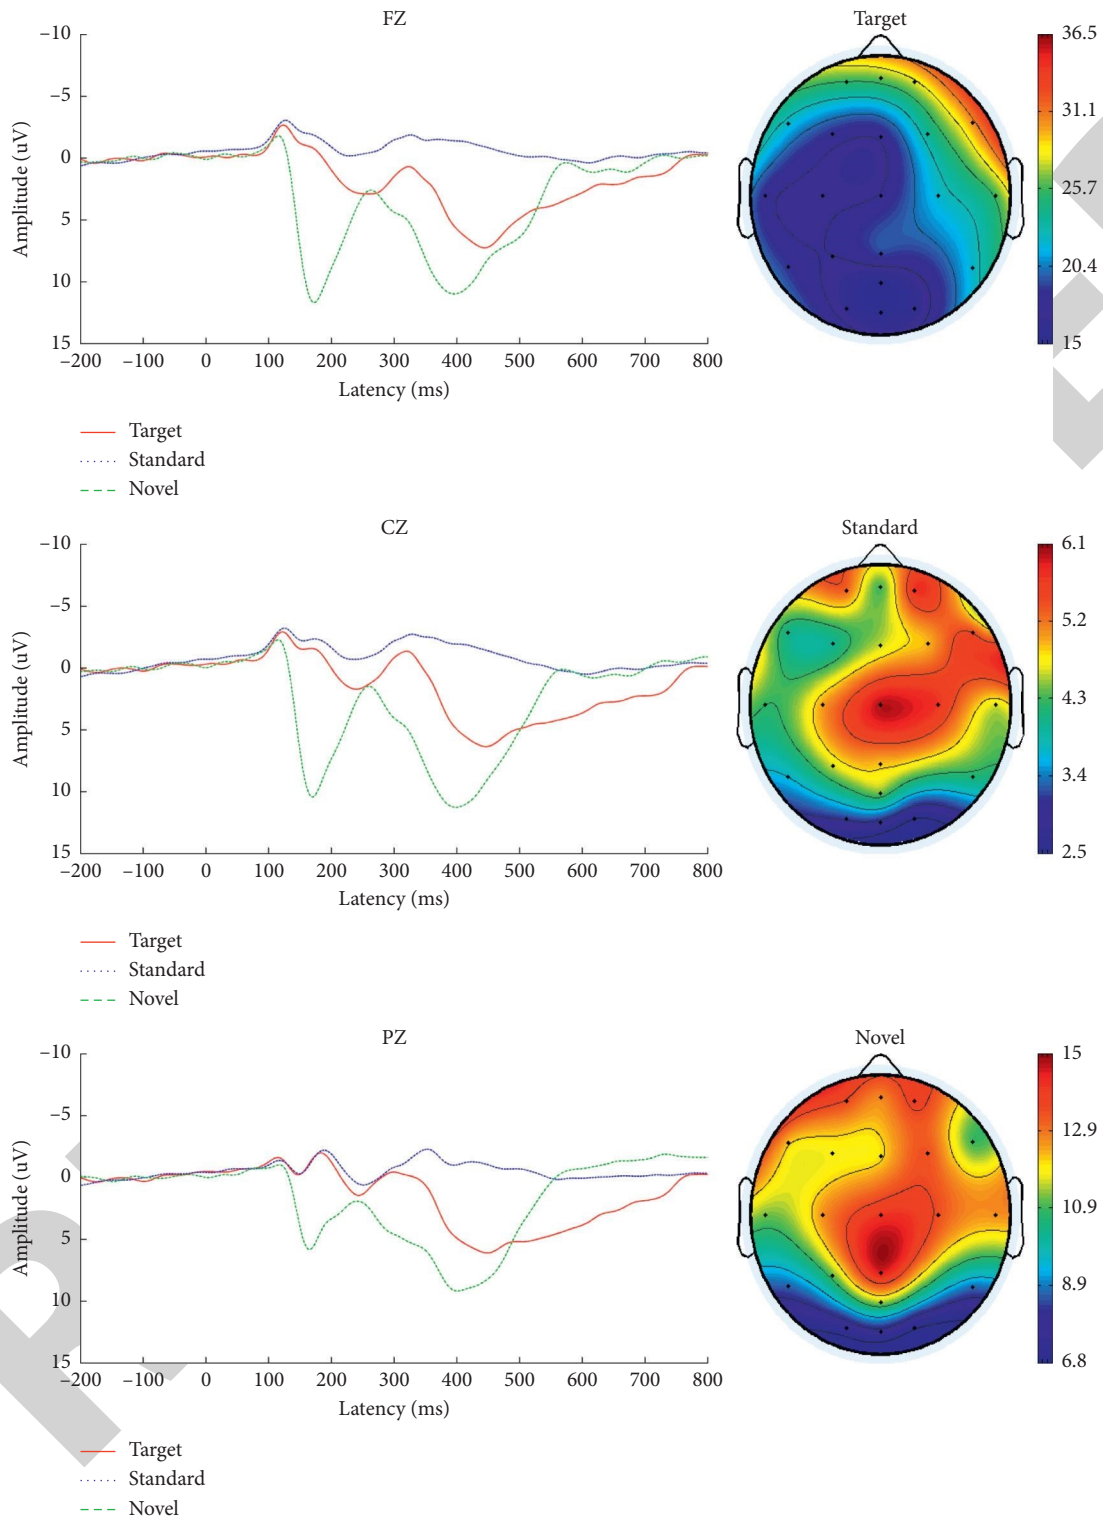 FZ
Amplitude (uV)
−10
−5
0
5
10
15
−200 −100 0 100 200 300 400 500 600 700 800
Latency (ms)
Target
Standard
Novel
Target
36.5
31.1
25.7
20.4
15
CZ
Amplitude (uV)
−10
−5
0
5
10
15
−200 −100 0 100 200 300 400 500 600 700 800
Latency (ms)
Target
Standard
Novel
Standard
6.1
5.2
4.3
3.4
2.5
PZ
Amplitude (uV)
−10
−5
0
5
10
15
−200 −100 0 100 200 300 400 500 600 700 800
Latency (ms)
Target
Standard
Novel
Novel
15
12.9
10.9
8.9
6.8